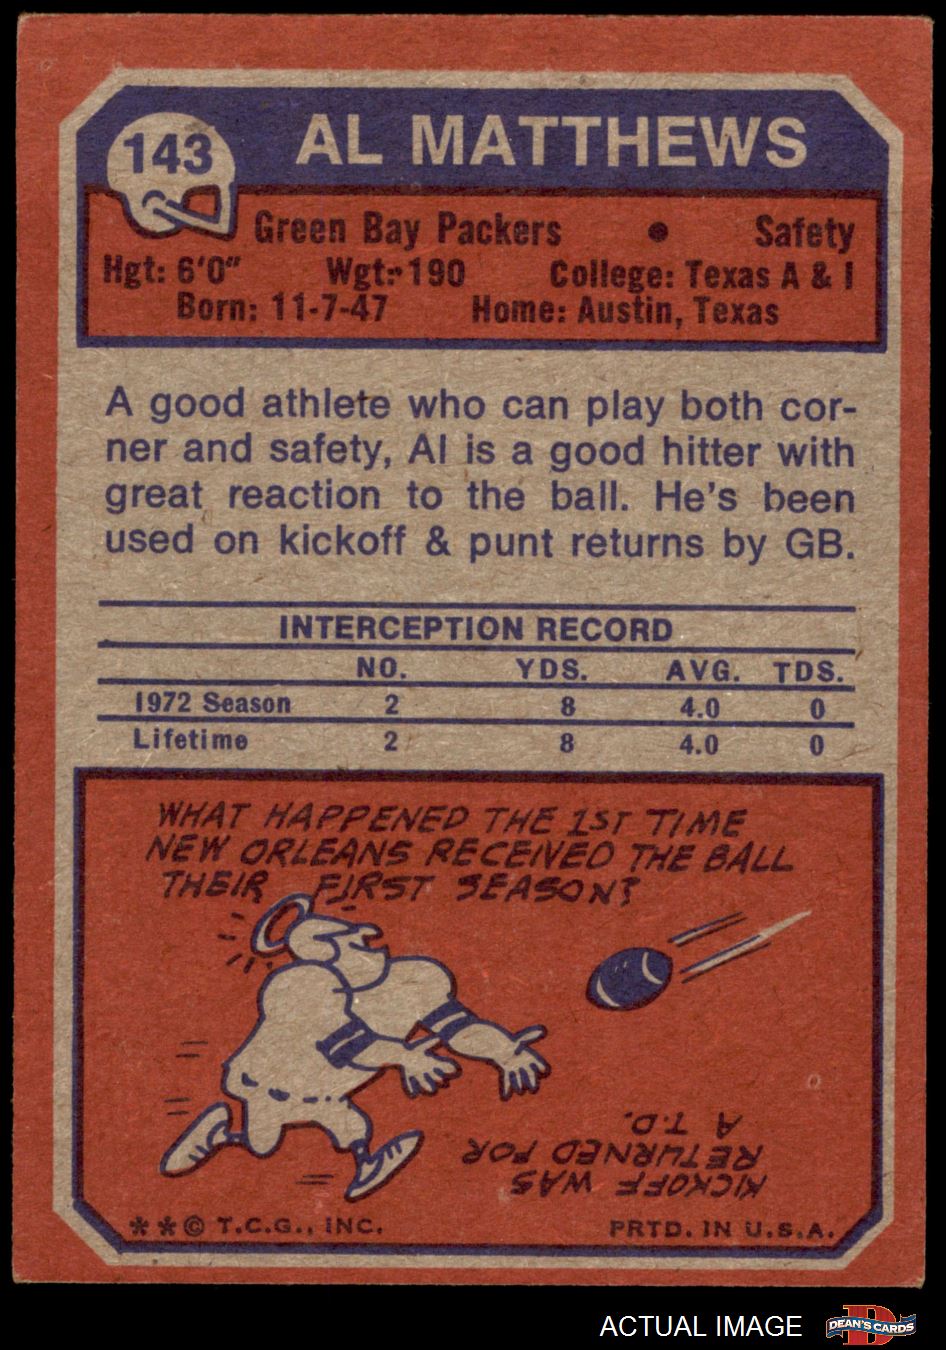 143
AL MATTHEWS
Green Bay Packers • Safety
Hgt: 6'0" Wgt: 190 College: Texas A & I
Born: 11-7-47 Home: Austin, Texas
A good athlete who can play both cor-
ner and safety, Al is a good hitter with
great reaction to the ball. He's been
used on kickoff & punt returns by GB.
INTERCEPTION RECORD
NO. YDS. AVG. TDS.
1972 Season 2 8 4.0 0
Lifetime 2 8 4.0 0
WHAT HAPPENED THE 1ST TIME
NEW ORLEANS RECEIVED THE BALL
THEIR FIRST SEASON?
KICKOFF WAS
RETURNED FOR
A T.D.
**© T.C.G., INC. PRTD. IN U.S.A.
ACTUAL IMAGE
DEAN'S CARDS